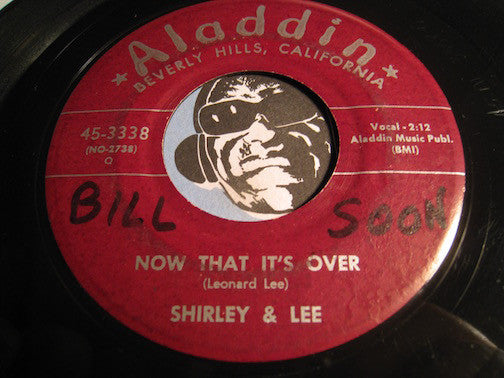 Aladdin
BEVERLY HILLS, CALIFORNIA
45-3338
(NO-2738)
O
Vocal - 2:12
Aladdin Music Publ.
(BMI)
BILL SOON
NOW THAT IT'S OVER
(Leonard Lee)
SHIRLEY & LEE